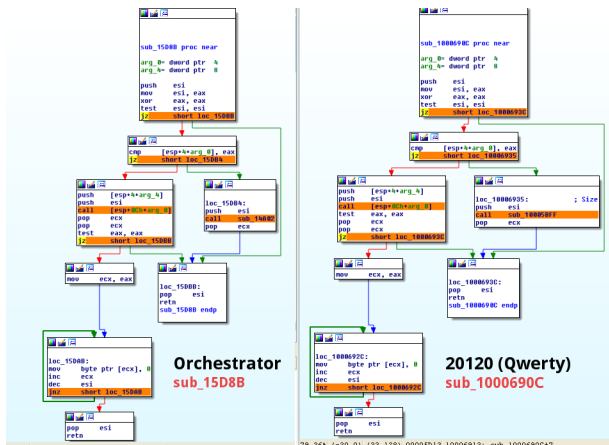 sub_15D8B proc near
arg_0= dword ptr 4
arg_4= dword ptr 8
push esi
mov esi, eax
xor eax, eax
test esi, esi
jz short loc_15DBB
cmp [esp+4+arg_0], eax
jz short loc_15DB4
push [esp+4+arg_4]
push esi
call [esp+0Ch+arg_0]
pop ecx
pop ecx
test eax, eax
jz short loc_15DBB
loc_15DB4:
push esi
call sub_14A02
pop ecx
mov ecx, eax
loc_15DBB:
pop esi
retn
sub_15D8B endp
loc_15DAB:
mov byte ptr [ecx], 0
inc ecx
dec esi
jnz short loc_15DAB
pop esi
retn
Orchestrator
sub_15D8B
sub_1000690C proc near
arg_0= dword ptr 4
arg_4= dword ptr 8
push esi
mov esi, eax
xor eax, eax
test esi, esi
jz short loc_1000693C
cmp [esp+4+arg_0], eax
jz short loc_10006935
push [esp+4+arg_4]
push esi
call [esp+0Ch+arg_0]
pop ecx
pop ecx
test eax, eax
jz short loc_1000693C
loc_10006935: ; Size
push esi
call sub_10005BFF
pop ecx
mov ecx, eax
loc_1000693C:
pop esi
retn
sub_1000690C endp
loc_1000692C:
mov byte ptr [ecx], 0
inc ecx
dec esi
jnz short loc_1000692C
pop esi
retn
20120 (Qwerty)
sub_1000690C